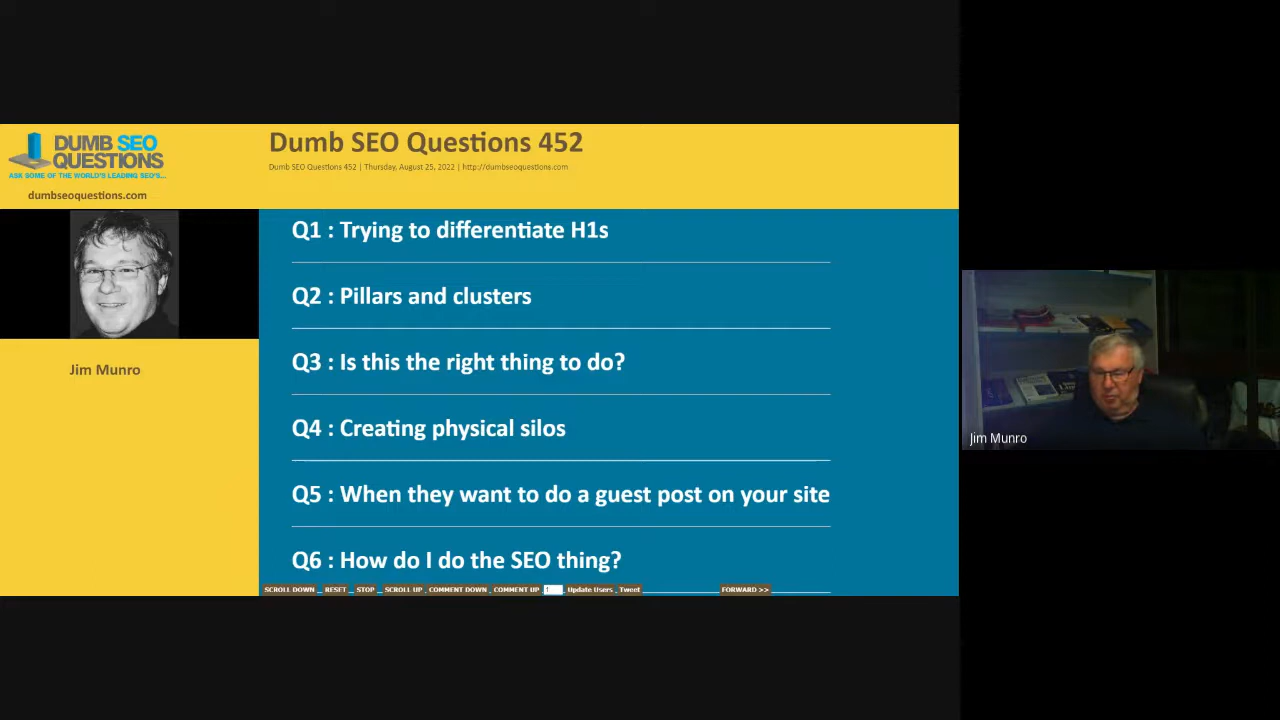 DUMB SEO
QUESTIONS
ASK SOME OF THE WORLD'S LEADING SEO'S...
dumbseoquestions.com
Dumb SEO Questions 452
Dumb SEO Questions 452 | Thursday, August 25, 2022 | http://dumbseoquestions.com
Jim Munro
Q1 : Trying to differentiate H1s
Q2 : Pillars and clusters
Q3 : Is this the right thing to do?
Q4 : Creating physical silos
Q5 : When they want to do a guest post on your site
Q6 : How do I do the SEO thing?
SCROLL DOWN RESET STOP SCROLL UP COMMENT DOWN COMMENT UP Update Users Tweet FORWARD >>
Jim Munro